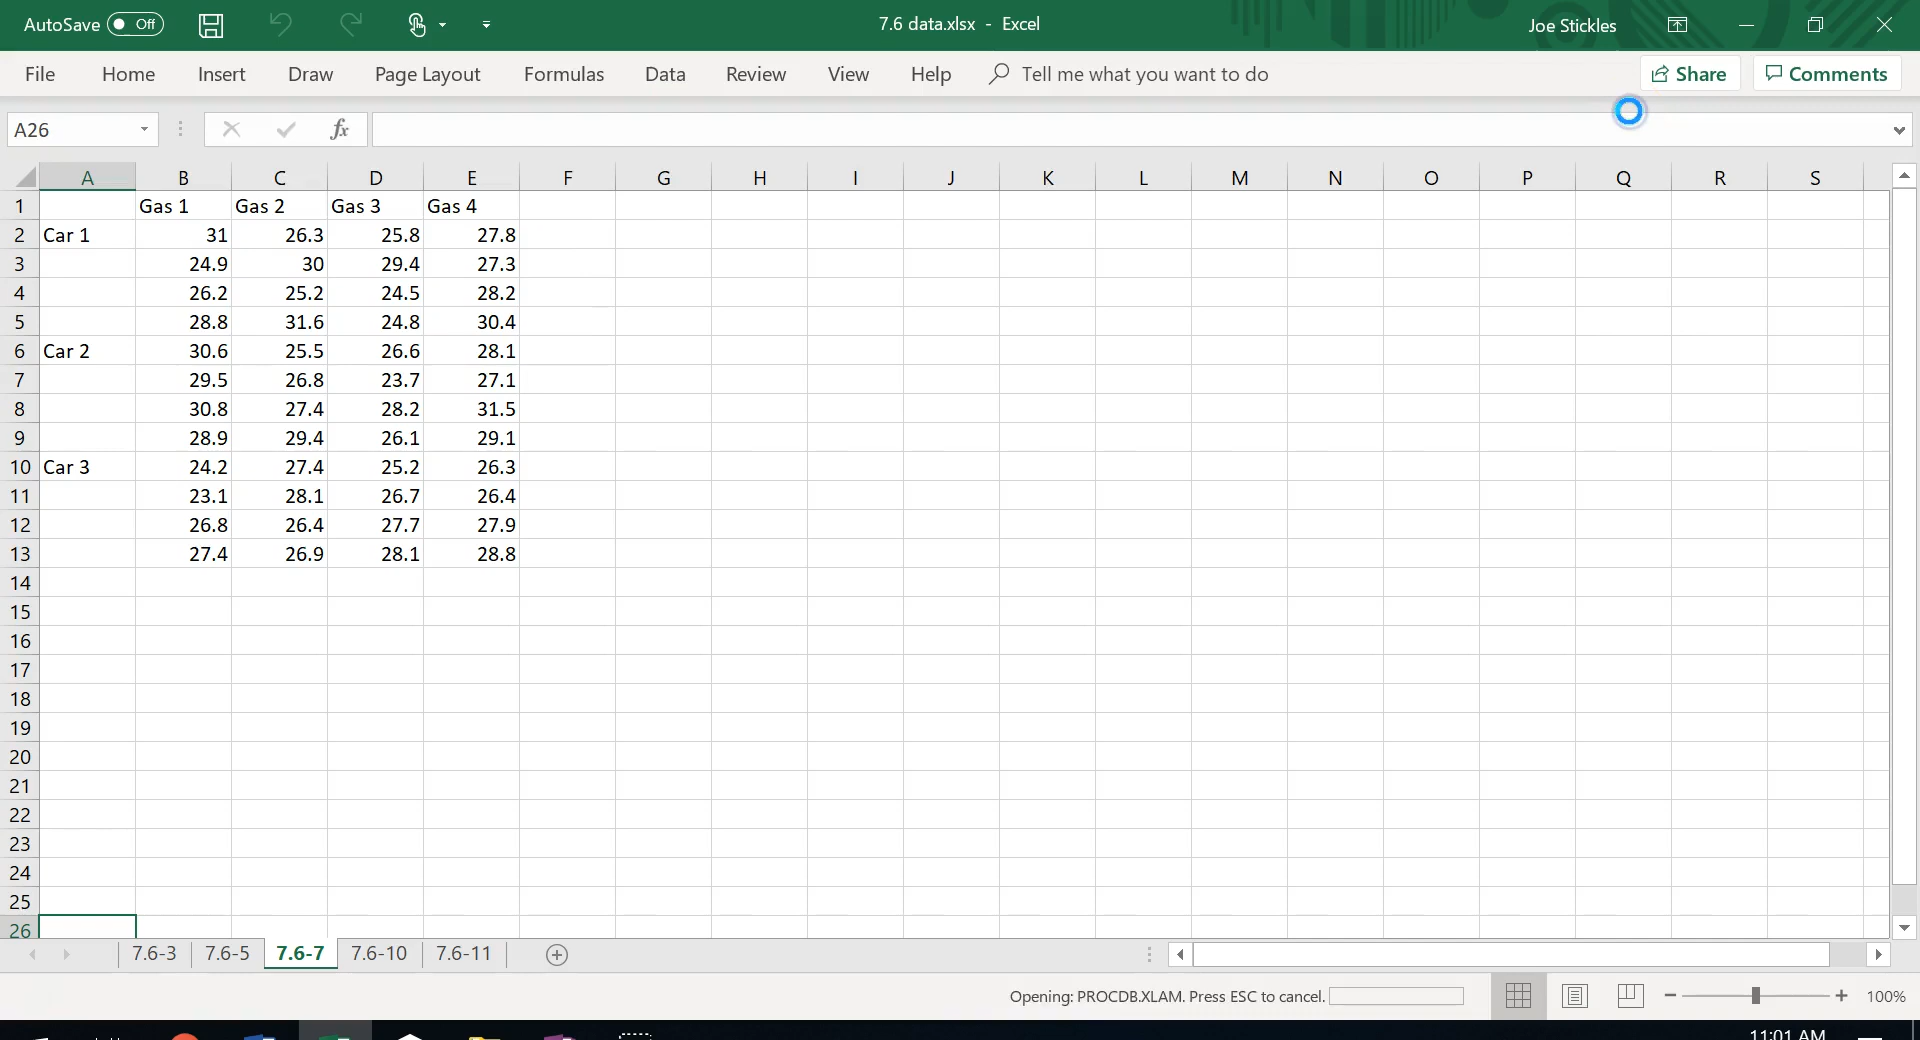 AutoSave Off 7.6 data.xlsx - Excel Joe Stickles
File Home Insert Draw Page Layout Formulas Data Review View Help Tell me what you want to do Share Comments
A26 fx
A B C D E F G H I J K L M N O P Q R S
1 Gas 1 Gas 2 Gas 3 Gas 4
2 Car 1 31 26.3 25.8 27.8
3 24.9 30 29.4 27.3
4 26.2 25.2 24.5 28.2
5 28.8 31.6 24.8 30.4
6 Car 2 30.6 25.5 26.6 28.1
7 29.5 26.8 23.7 27.1
8 30.8 27.4 28.2 31.5
9 28.9 29.4 26.1 29.1
10 Car 3 24.2 27.4 25.2 26.3
11 23.1 28.1 26.7 26.4
12 26.8 26.4 27.7 27.9
13 27.4 26.9 28.1 28.8
14
15
16
17
18
19
20
21
22
23
24
25
26
7.6-3 7.6-5 7.6-7 7.6-10 7.6-11
Opening: PROCDB.XLAM. Press ESC to cancel. 100%
11:01 AM